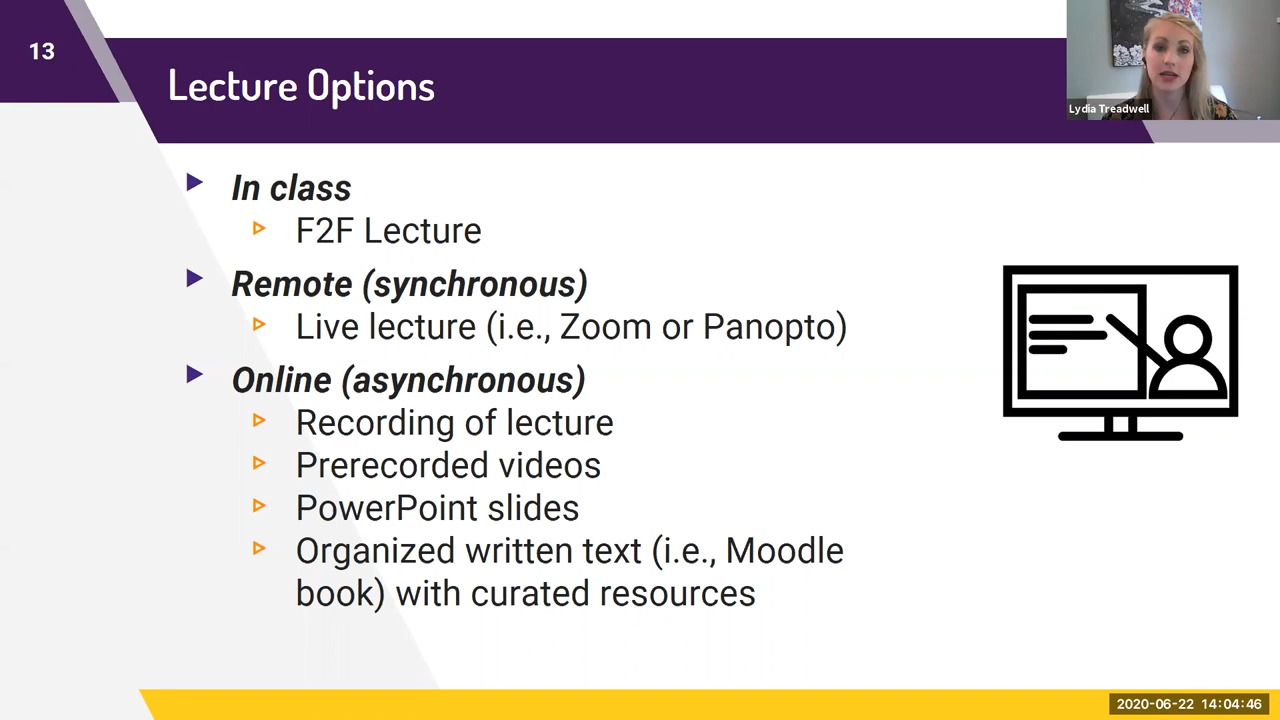 13
Lecture Options
Lydia Treadwell
In class
F2F Lecture
Remote (synchronous)
Live lecture (i.e., Zoom or Panopto)
Online (asynchronous)
Recording of lecture
Prerecorded videos
PowerPoint slides
Organized written text (i.e., Moodle
book) with curated resources
2020-06-22 14:04:46